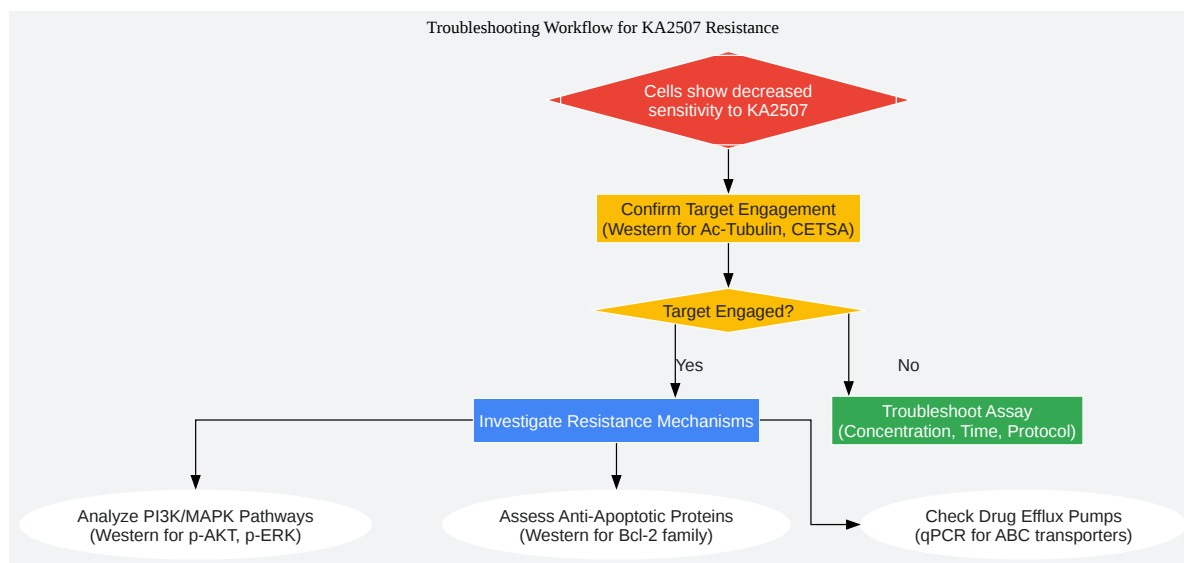 Troubleshooting Workflow for KA2507 Resistance
Cells show decreased
sensitivity to KA2507
Confirm Target Engagement
(Western for Ac-Tubulin, CETSA)
Target Engaged?
Yes
No
Investigate Resistance Mechanisms
Troubleshoot Assay
(Concentration, Time, Protocol)
Analyze PI3K/MAPK Pathways
(Western for p-AKT, p-ERK)
Assess Anti-Apoptotic Proteins
(Western for Bcl-2 family)
Check Drug Efflux Pumps
(qPCR for ABC transporters)